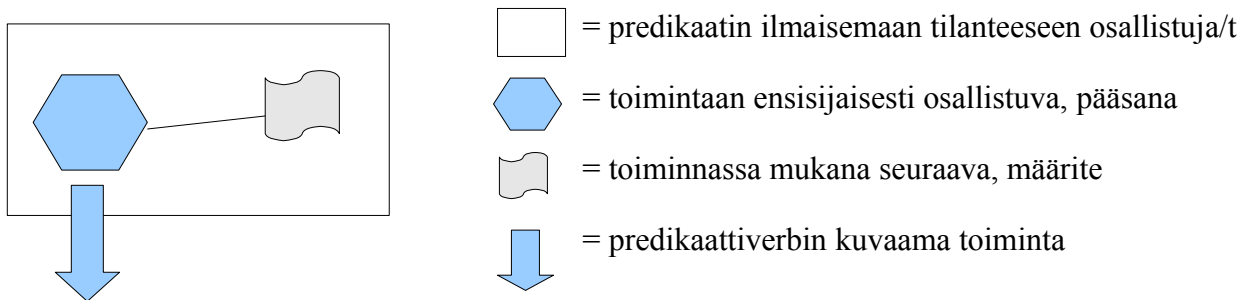 = predikaatin ilmaisemaan tilanteeseen osallistuja/t
= toimintaan ensisijaisesti osallistuva, pääsana
= toiminnassa mukana seuraava, määrite
= predikaattiverbin kuvaama toiminta